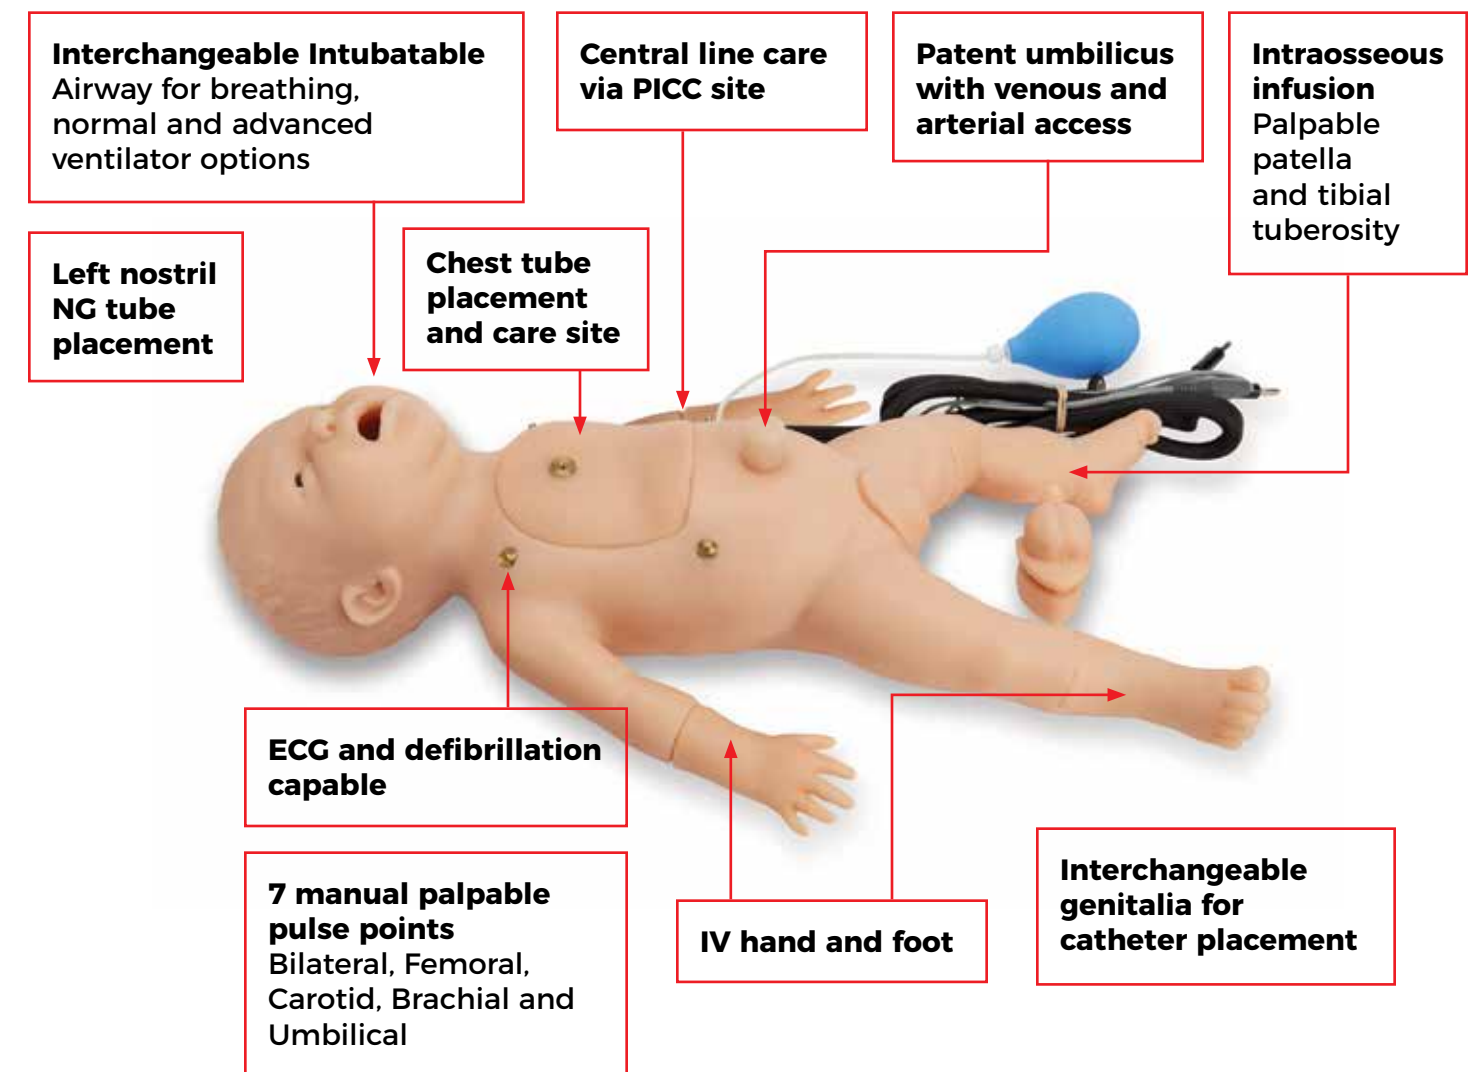 Interchangeable Intubatable
Airway for breathing,
normal and advanced
ventilator options
Central line care
via PICC site
Patent umbilicus
with venous and
arterial access
Intraosseous
infusion
Palpable
patella
and tibial
tuberosity
Left nostril
NG tube
placement
Chest tube
placement
and care site
ECG and defibrillation
capable
7 manual palpable
pulse points
Bilateral, Femoral,
Carotid, Brachial and
Umbilical
IV hand and foot
Interchangeable
genitalia for
catheter placement